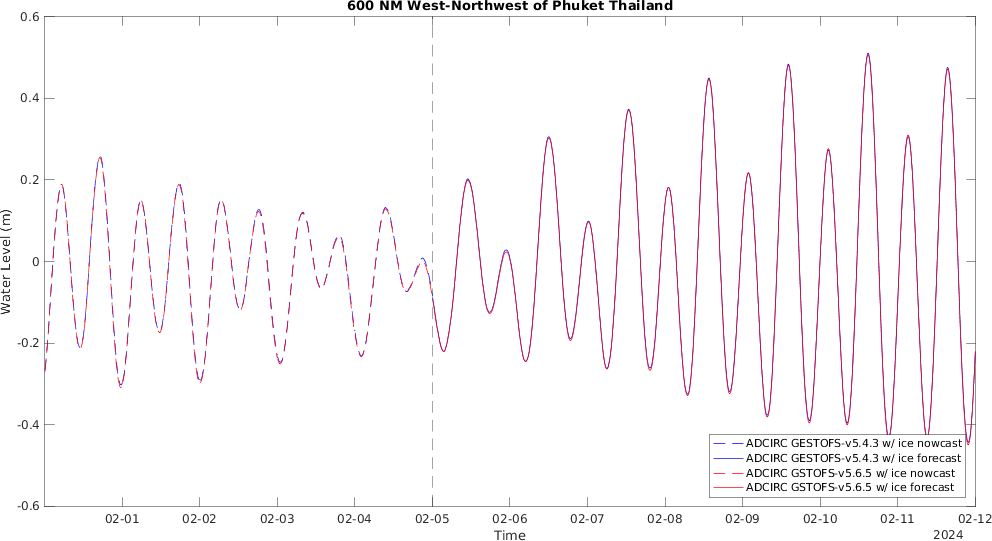 600 NM West-Northwest of Phuket Thailand
0.6
0.4
0.2
0
-0.2
-0.4
-0.6
Water Level (m)
ADCIRC GESTOFS-v5.4.3 w/ ice nowcast
ADCIRC GESTOFS-v5.4.3 w/ ice forecast
ADCIRC GSTOFS-v5.6.5 w/ ice nowcast
ADCIRC GSTOFS-v5.6.5 w/ ice forecast
02-01 02-02 02-03 02-04 02-05 02-06 02-07 02-08 02-09 02-10 02-11 02-12
Time
2024